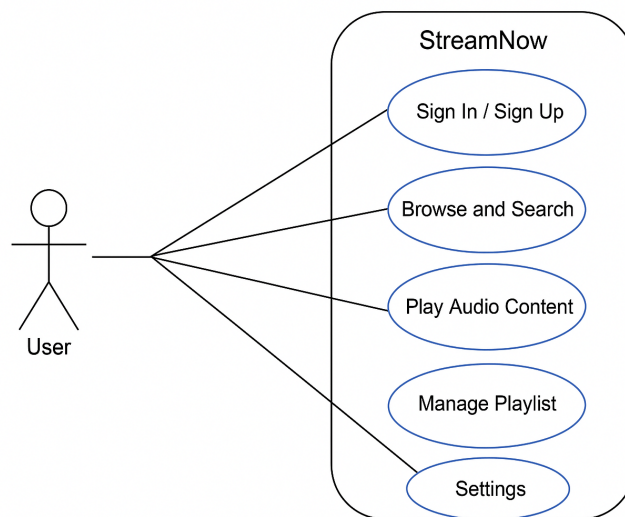 StreamNow
Sign In / Sign Up
Browse and Search
Play Audio Content
User
Manage Playlist
Settings